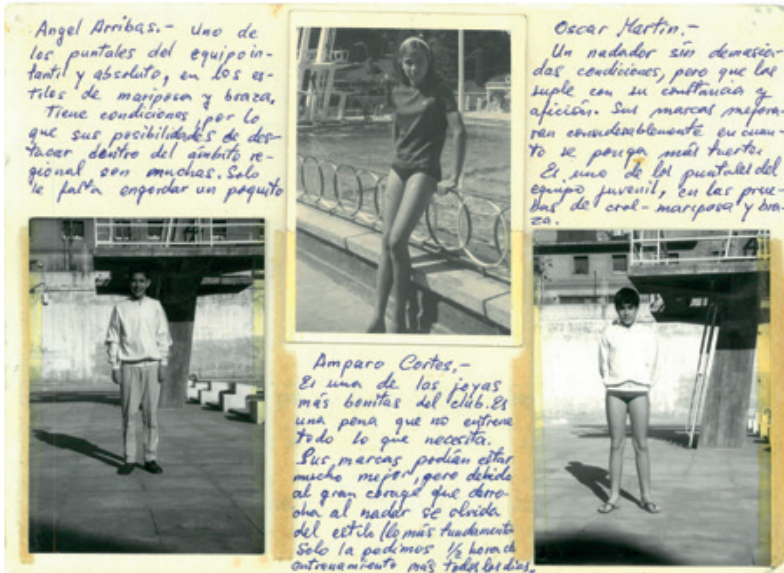 Angel Arribas.- Uno de
los puntales del equipo in-
fantil y absoluto, en los es-
tilos de mariposa y braza.
Tiene condiciones, por lo
que sus posibilidades de des-
tacar dentro del ámbito re-
gional son muchas. Solo
le falta engordar un poquito
Amparo Cortes.-
Es una de las joyas
más bonitas del club. Es
una pena que no entrene
todo lo que necesita.
Sus marcas podían estar
mucho mejor, pero debido
al gran corage que derro-
cha al nadar se olvida
del estilo (lo más fundament
Solo la pedimos 1/2 hora de
entrenamiento más todos los dias.
Oscar Martin.-
Un nadador sin demasia-
das condiciones, pero que las
suple con su constancia y
afición. Sus marcas mejora-
ran considerablemente en cuan-
to se ponga más fuerte.
Es uno de los puntales del
equipo juvenil, en las prue-
bas de crol-mariposa y bra-
za.